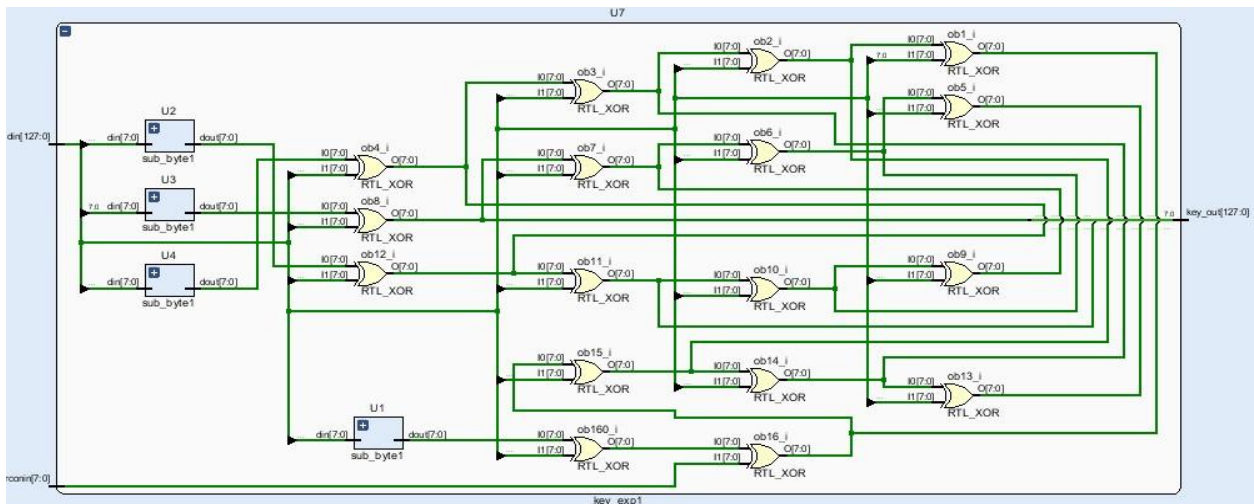 U7
din[127:0]
U2
din[7:0] dout[7:0]
sub_byte1
U3
7:0 din[7:0] dout[7:0]
sub_byte1
U4
din[7:0] dout[7:0]
sub_byte1
ob4_i
I0[7:0] O[7:0]
I1[7:0]
RTL_XOR
ob8_i
I0[7:0] O[7:0]
I1[7:0]
RTL_XOR
ob12_i
I0[7:0] O[7:0]
I1[7:0]
RTL_XOR
U1
din[7:0] dout[7:0]
sub_byte1
ob3_i
I0[7:0] O[7:0]
I1[7:0]
RTL_XOR
ob7_i
I0[7:0] O[7:0]
I1[7:0]
RTL_XOR
ob11_i
I0[7:0] O[7:0]
I1[7:0]
RTL_XOR
ob15_i
I0[7:0] O[7:0]
I1[7:0]
RTL_XOR
ob160_i
I0[7:0] O[7:0]
I1[7:0]
RTL_XOR
ob2_i
I0[7:0] O[7:0]
I1[7:0]
RTL_XOR
ob6_i
I0[7:0] O[7:0]
I1[7:0]
RTL_XOR
ob10_i
I0[7:0] O[7:0]
I1[7:0]
RTL_XOR
ob14_i
I0[7:0] O[7:0]
I1[7:0]
RTL_XOR
ob16_i
I0[7:0] O[7:0]
I1[7:0]
RTL_XOR
ob1_i
I0[7:0] O[7:0]
7:0 I1[7:0]
RTL_XOR
ob5_i
I0[7:0] O[7:0]
I1[7:0]
RTL_XOR
ob9_i
I0[7:0] O[7:0]
I1[7:0]
RTL_XOR
ob13_i
I0[7:0] O[7:0]
I1[7:0]
RTL_XOR
7:0 key_out[127:0]
rconin[7:0]
key_exp1